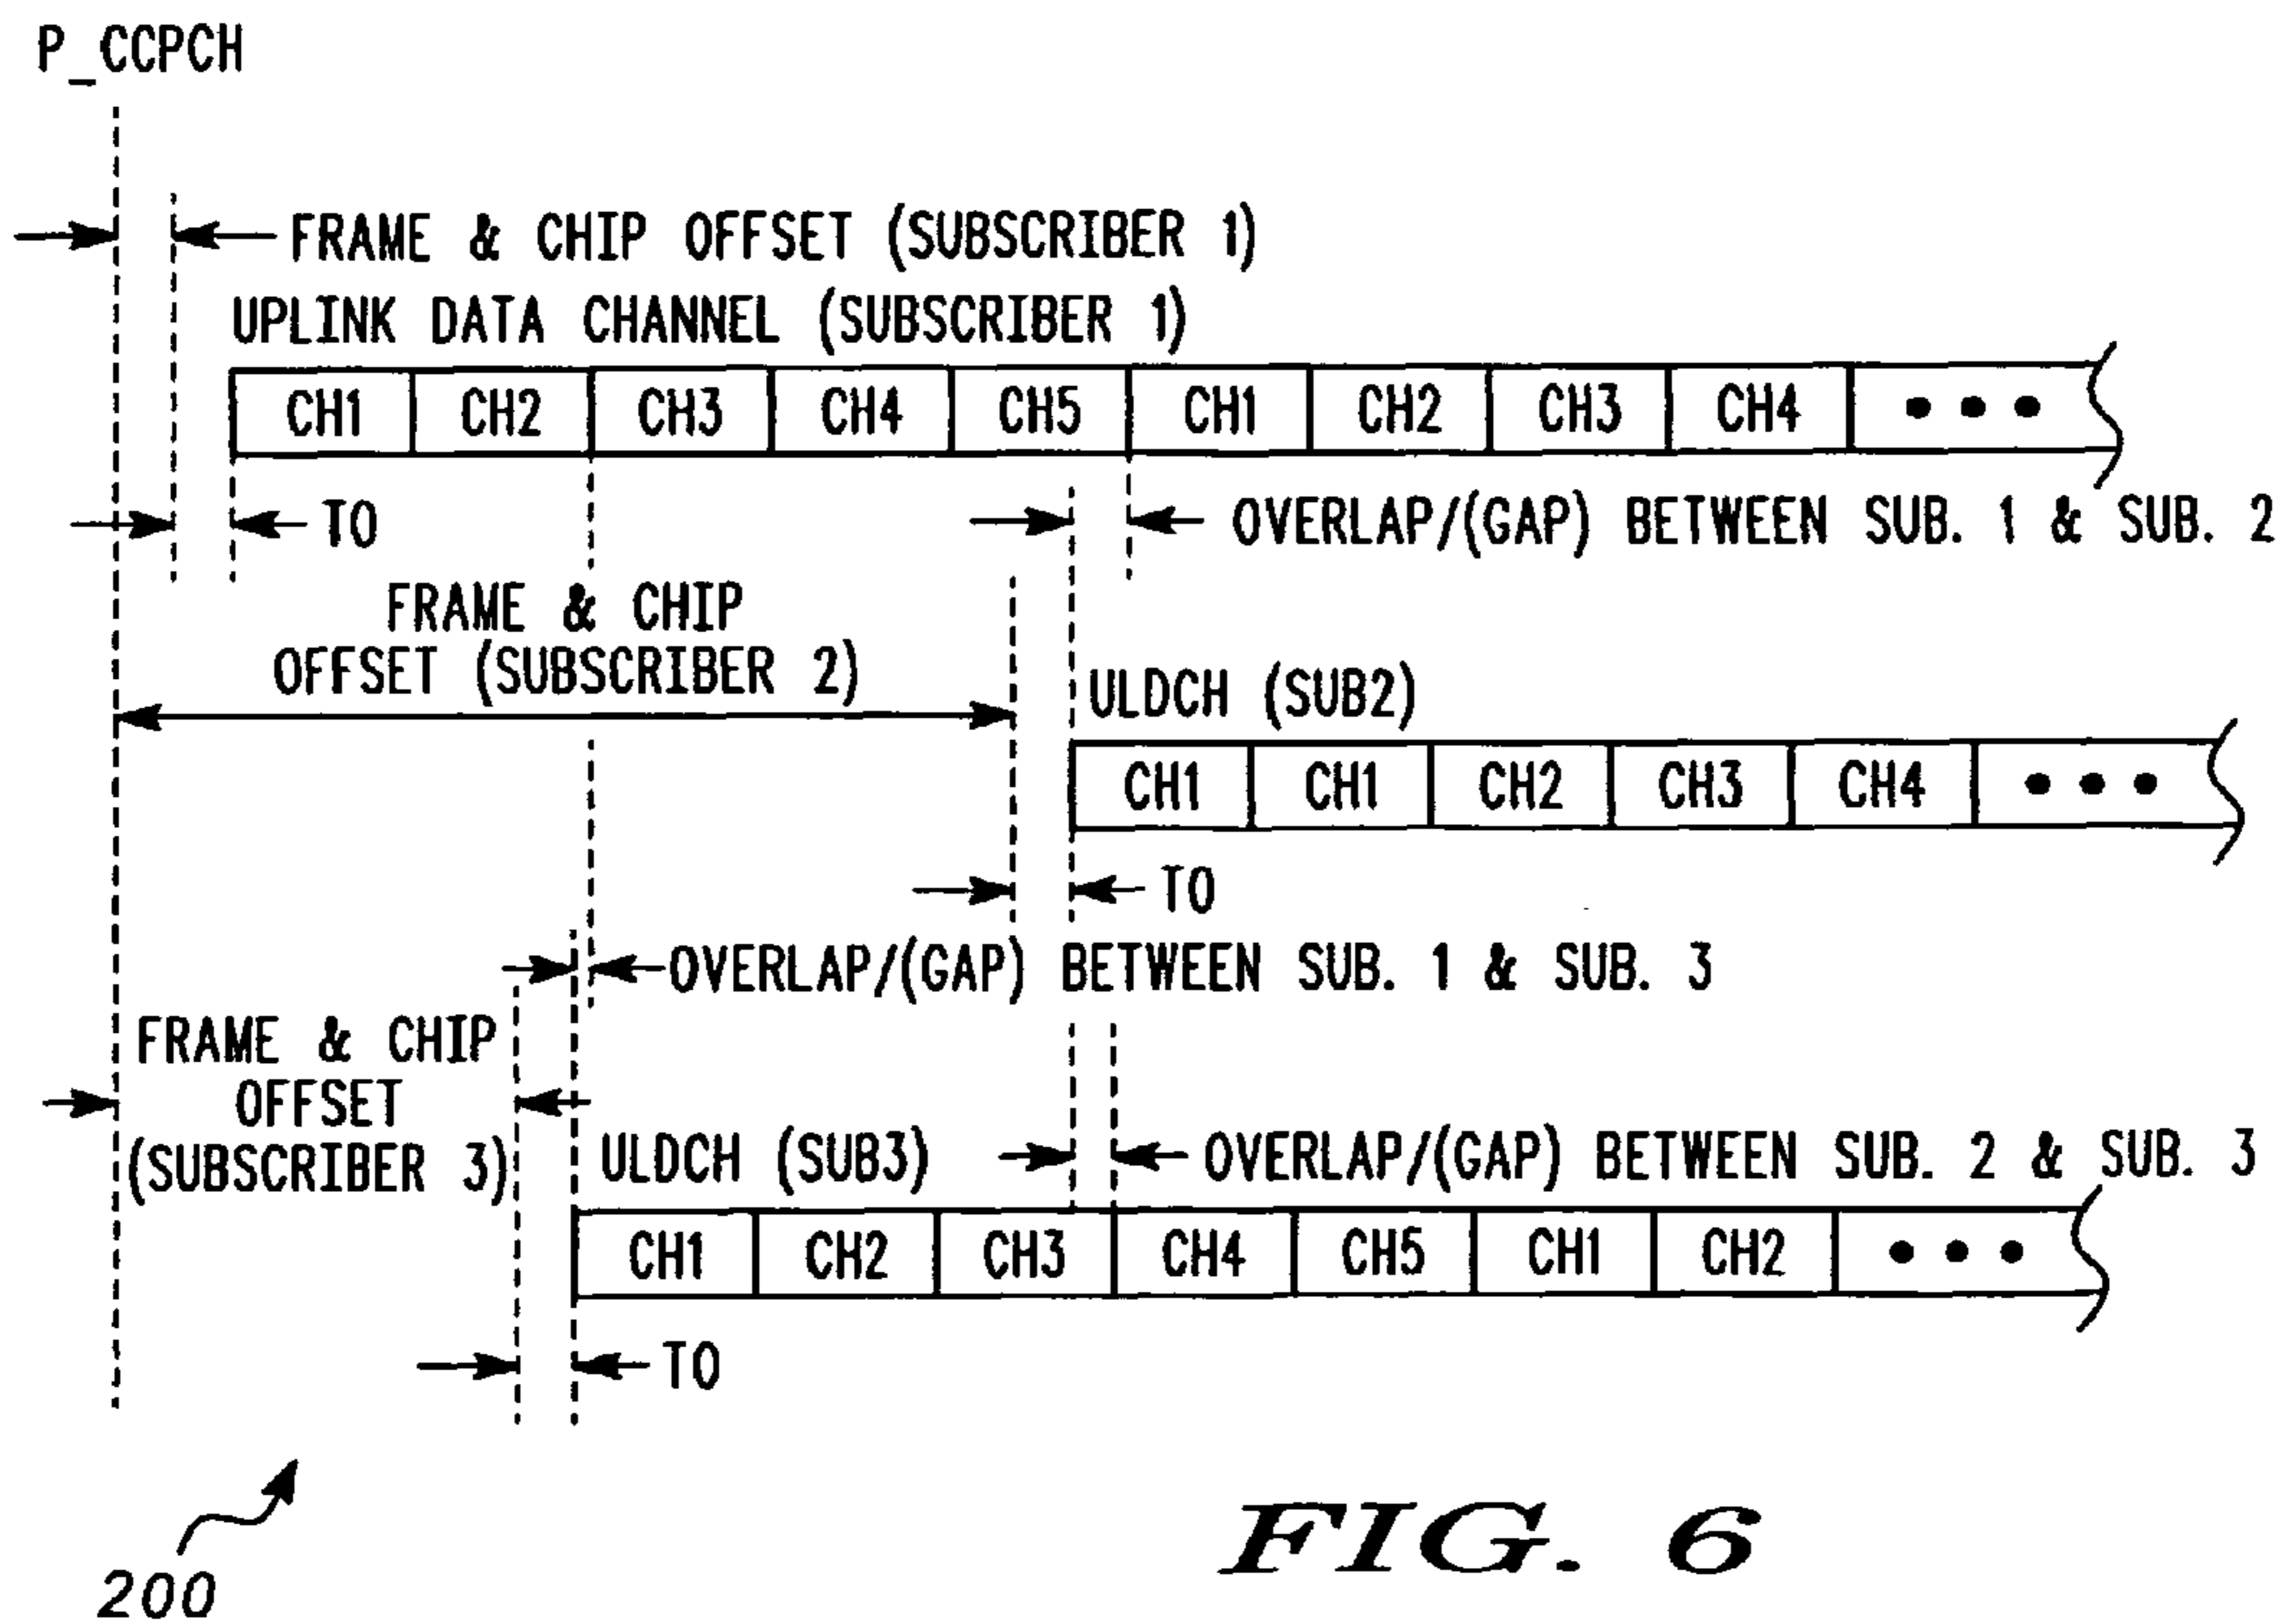 P_CCPCH
FRAME & CHIP OFFSET (SUBSCRIBER 1)
UPLINK DATA CHANNEL (SUBSCRIBER 1)
CH1 CH2 CH3 CH4 CH5 CH1 CH2 CH3 CH4 •••
TO
OVERLAP/(GAP) BETWEEN SUB. 1 & SUB. 2
FRAME & CHIP
OFFSET (SUBSCRIBER 2)
ULDCH (SUB2)
CH1 CH1 CH2 CH3 CH4 •••
TO
OVERLAP/(GAP) BETWEEN SUB. 1 & SUB. 3
FRAME & CHIP
OFFSET
(SUBSCRIBER 3)
ULDCH (SUB3)
OVERLAP/(GAP) BETWEEN SUB. 2 & SUB. 3
CH1 CH2 CH3 CH4 CH5 CH1 CH2 •••
TO
200
FIG. 6